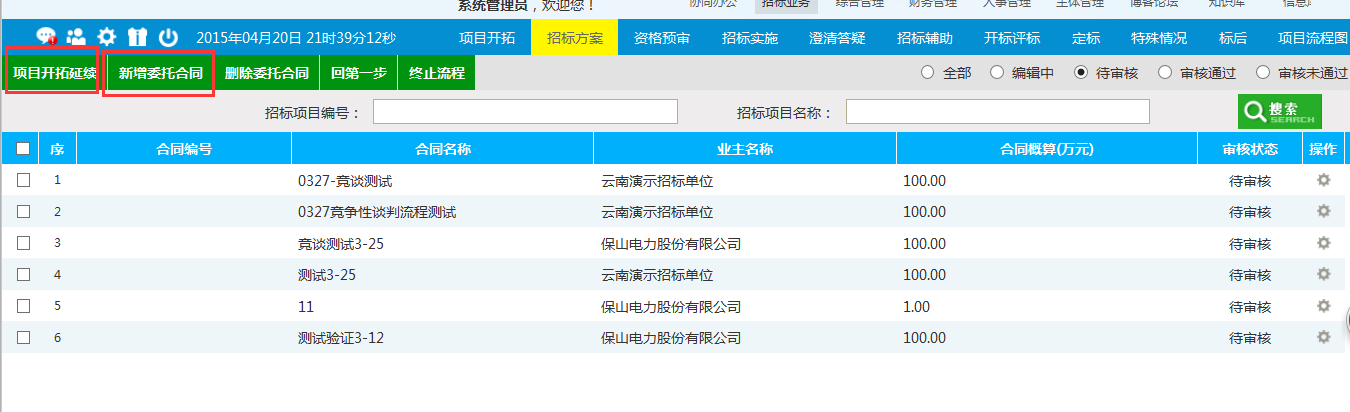 系统管理员，欢迎您！ 协同办公 招标业务 综合管理 财务管理 人事管理 主体管理 博客论坛 知识库
2015年04月20日 21时39分12秒 项目开拓 招标方案 资格预审 招标实施 澄清答疑 招标辅助 开标评标 定标 特殊情况 标后 项目流程图
项目开拓延续 新增委托合同 删除委托合同 回第一步 终止流程 全部 编辑中 待审核 审核通过 审核未通过
招标项目编号： 招标项目名称： 搜索 SEARCH
序 合同编号 合同名称 业主名称 合同概算(万元) 审核状态 操作
1 0327-竞谈测试 云南演示招标单位 100.00 待审核
2 0327竞争性谈判流程测试 云南演示招标单位 100.00 待审核
3 竞谈测试3-25 保山电力股份有限公司 100.00 待审核
4 测试3-25 云南演示招标单位 100.00 待审核
5 11 保山电力股份有限公司 1.00 待审核
6 测试验证3-12 保山电力股份有限公司 100.00 待审核